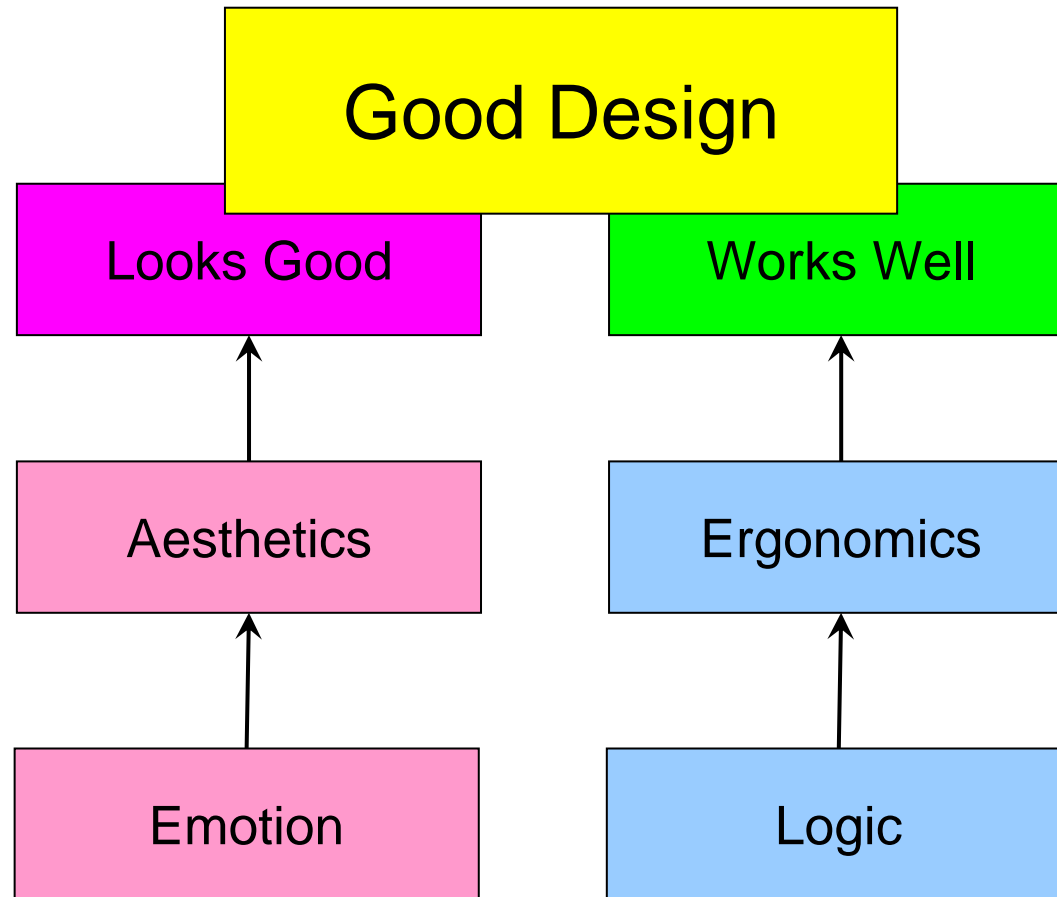 Good Design
Looks Good
Works Well
Aesthetics
Ergonomics
Emotion
Logic